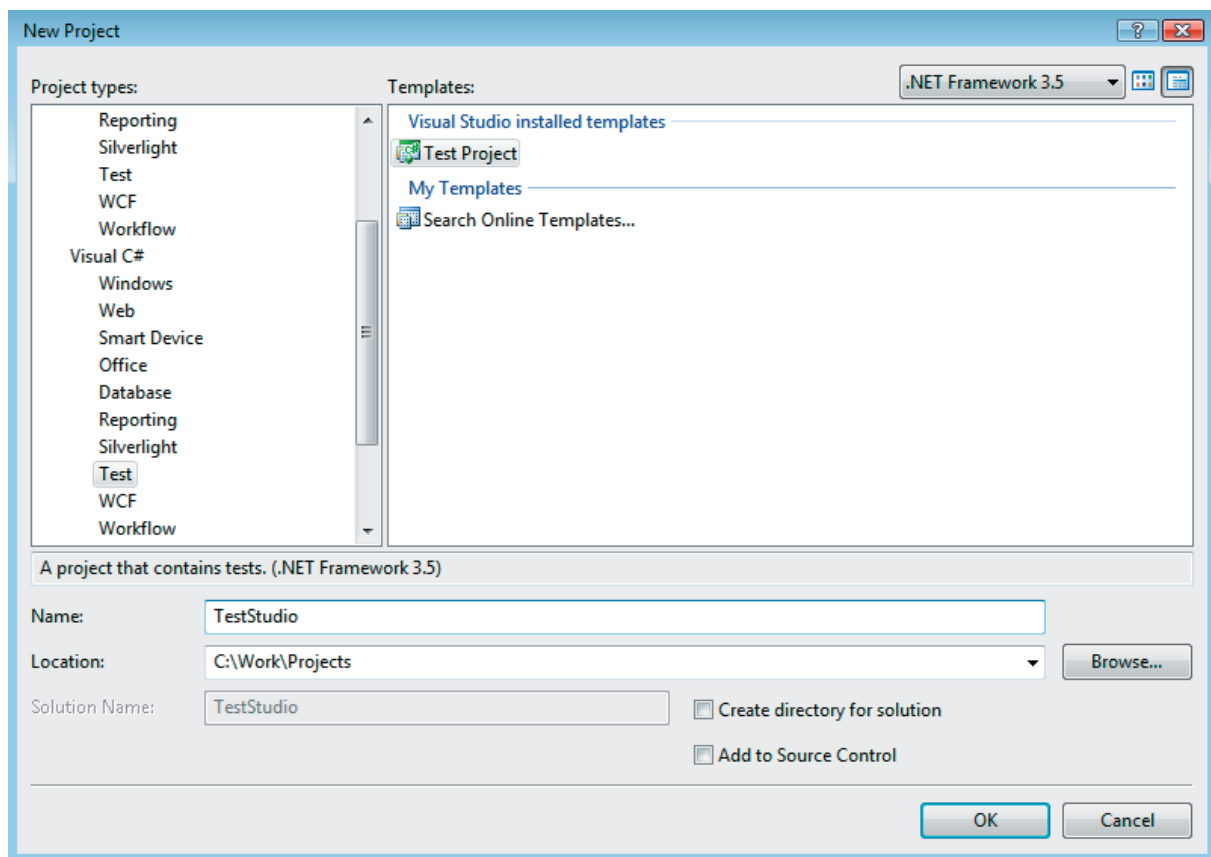 New Project
Project types:
Templates:
.NET Framework 3.5
Reporting
Silverlight
Test
WCF
Workflow
Visual C#
Windows
Web
Smart Device
Office
Database
Reporting
Silverlight
Test
WCF
Workflow
Visual Studio installed templates
Test Project
My Templates
Search Online Templates...
A project that contains tests. (.NET Framework 3.5)
Name:
TestStudio
Location:
C:\Work\Projects
Browse...
Solution Name:
TestStudio
Create directory for solution
Add to Source Control
OK
Cancel